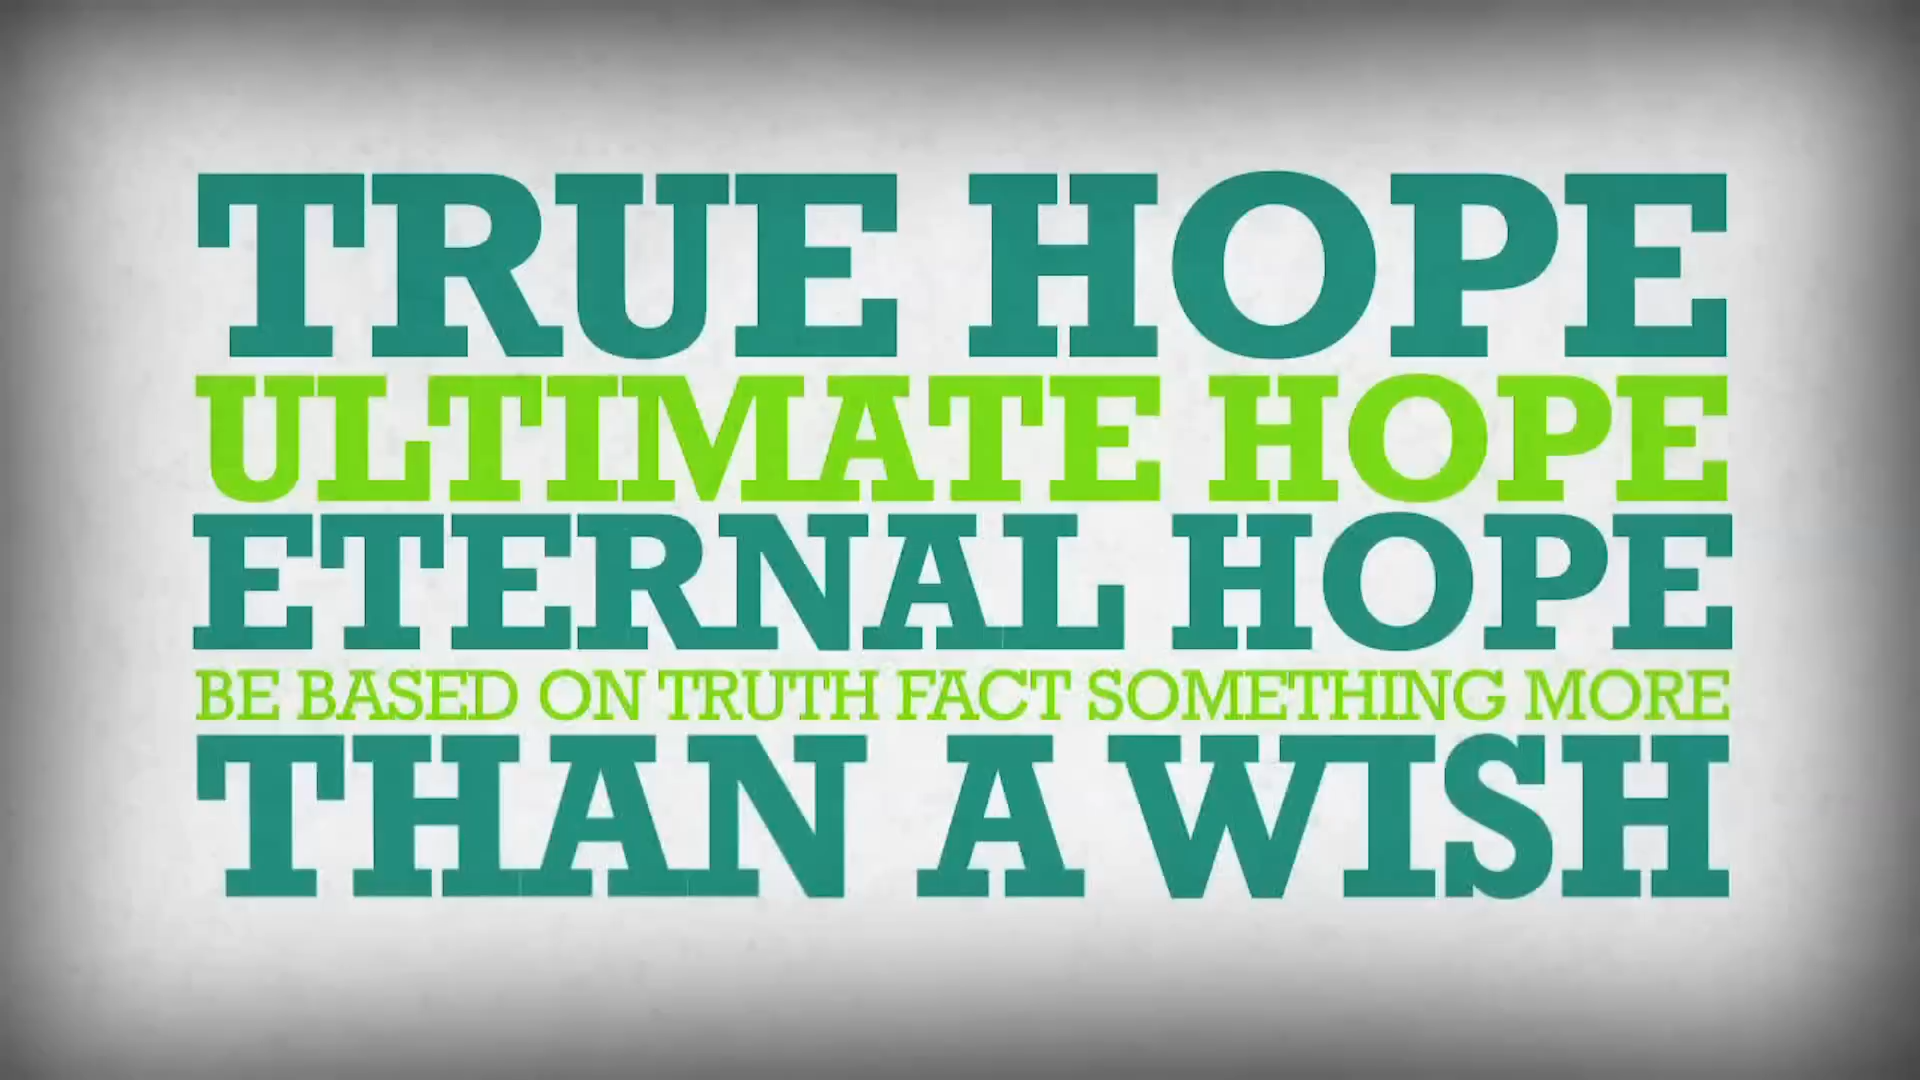 TRUE HOPE
ULTIMATE HOPE
ETERNAL HOPE
BE BASED ON TRUTH FACT SOMETHING MORE
THAN A WISH